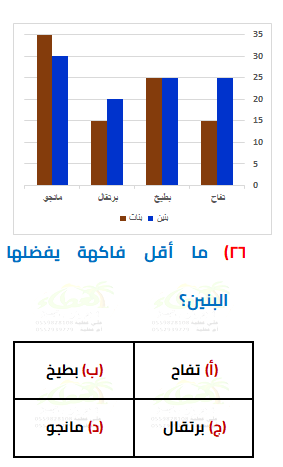 35
30
25
20
15
10
5
0
تفاح بطيخ برتقال مانجو
بنين بنات
٢٦) ما أقل فاكهة يفضلها
البنين؟
(أ) تفاح (ب) بطيخ
(ج) برتقال (د) مانجو